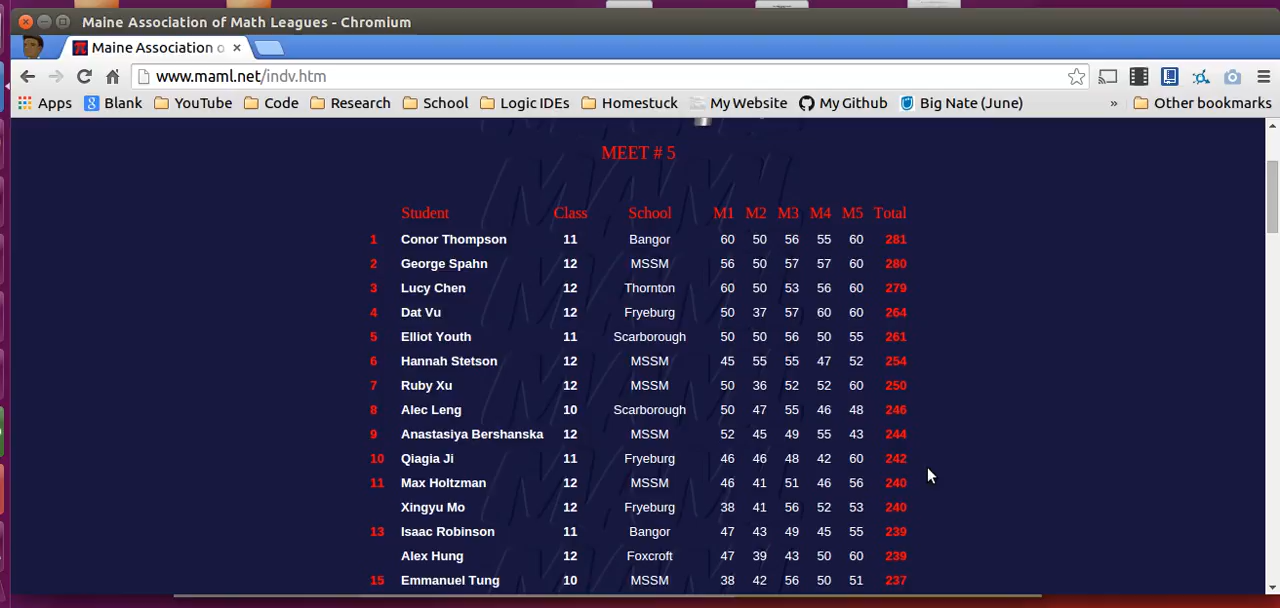 Maine Association of Math Leagues - Chromium
Maine Association o
www.maml.net/indv.htm
Apps Blank YouTube Code Research School Logic IDEs Homestuck My Website My Github Big Nate (June) » Other bookmarks
MEET # 5
Student Class School M1 M2 M3 M4 M5 Total
1 Conor Thompson 11 Bangor 60 50 56 55 60 281
2 George Spahn 12 MSSM 56 50 57 57 60 280
3 Lucy Chen 12 Thornton 60 50 53 56 60 279
4 Dat Vu 12 Fryeburg 50 37 57 60 60 264
5 Elliot Youth 11 Scarborough 50 50 56 50 55 261
6 Hannah Stetson 12 MSSM 45 55 55 47 52 254
7 Ruby Xu 12 MSSM 50 36 52 52 60 250
8 Alec Leng 10 Scarborough 50 47 55 46 48 246
9 Anastasiya Bershanska 12 MSSM 52 45 49 55 43 244
10 Qiagia Ji 11 Fryeburg 46 46 48 42 60 242
11 Max Holtzman 12 MSSM 46 41 51 46 56 240
Xingyu Mo 12 Fryeburg 38 41 56 52 53 240
13 Isaac Robinson 11 Bangor 47 43 49 45 55 239
Alex Hung 12 Foxcroft 47 39 43 50 60 239
15 Emmanuel Tung 10 MSSM 38 42 56 50 51 237